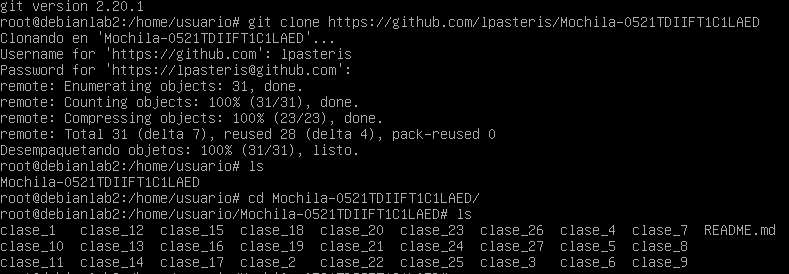 git version 2.20.1
root@debianlab2:/home/usuario# git clone https://github.com/lpasteris/Mochila-0521TDIIFT1C1LAED
Clonando en 'Mochila-0521TDIIFT1C1LAED'...
Username for 'https://github.com': lpasteris
Password for 'https://lpasteris@github.com':
remote: Enumerating objects: 31, done.
remote: Counting objects: 100% (31/31), done.
remote: Compressing objects: 100% (23/23), done.
remote: Total 31 (delta 7), reused 28 (delta 4), pack-reused 0
Desempaquetando objetos: 100% (31/31), listo.
root@debianlab2:/home/usuario# ls
Mochila-0521TDIIFT1C1LAED
root@debianlab2:/home/usuario# cd Mochila-0521TDIIFT1C1LAED/
root@debianlab2:/home/usuario/Mochila-0521TDIIFT1C1LAED# ls
clase_1 clase_12 clase_15 clase_18 clase_20 clase_23 clase_26 clase_4 clase_7 README.md
clase_10 clase_13 clase_16 clase_19 clase_21 clase_24 clase_27 clase_5 clase_8
clase_11 clase_14 clase_17 clase_2 clase_22 clase_25 clase_3 clase_6 clase_9